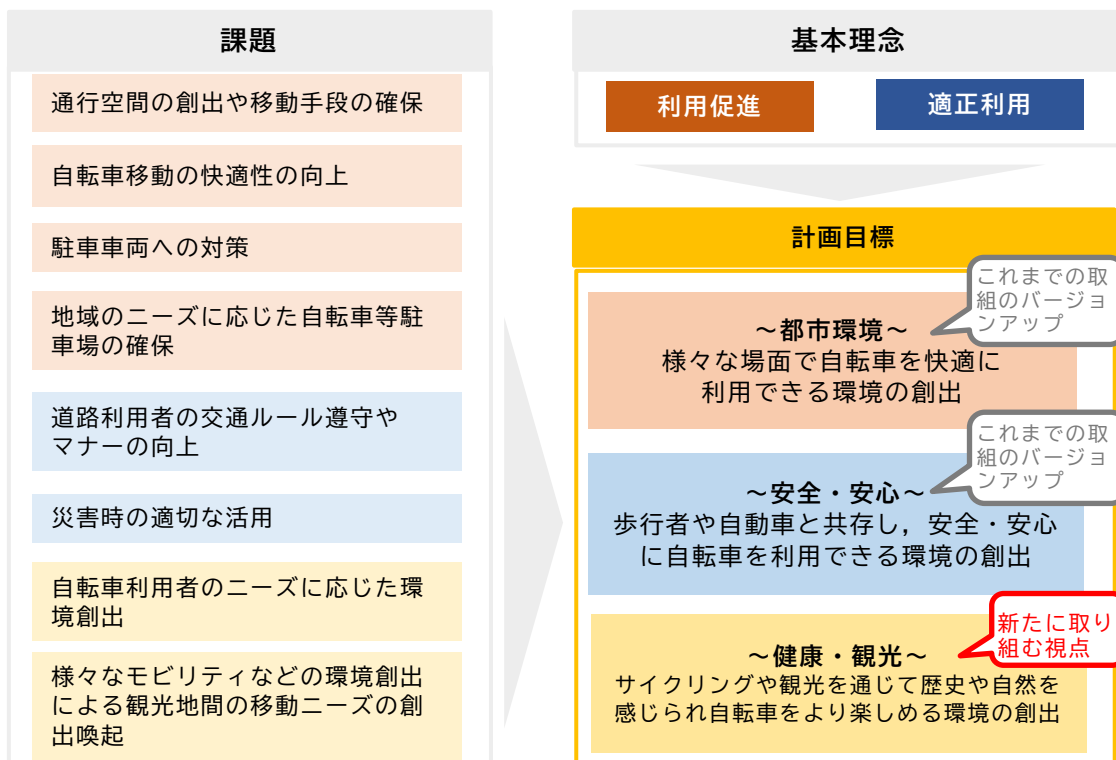 課題
通行空間の創出や移動手段の確保
自転車移動の快適性の向上
駐車車両への対策
地域のニーズに応じた自転車等駐
車場の確保
道路利用者の交通ルール遵守や
マナーの向上
災害時の適切な活用
自転車利用者のニーズに応じた環
境創出
様々なモビリティなどの環境創出
による観光地間の移動ニーズの創
出喚起
基本理念
利用促進
適正利用
計画目標
これまでの取
組のバージョ
ンアップ
～都市環境～
様々な場面で自転車を快適に
利用できる環境の創出
これまでの取
組のバージョ
ンアップ
～安全・安心～
歩行者や自動車と共存し，安全・安心
に自転車を利用できる環境の創出
新たに取り
組む視点
～健康・観光～
サイクリングや観光を通じて歴史や自然を
感じられ自転車をより楽しめる環境の創出